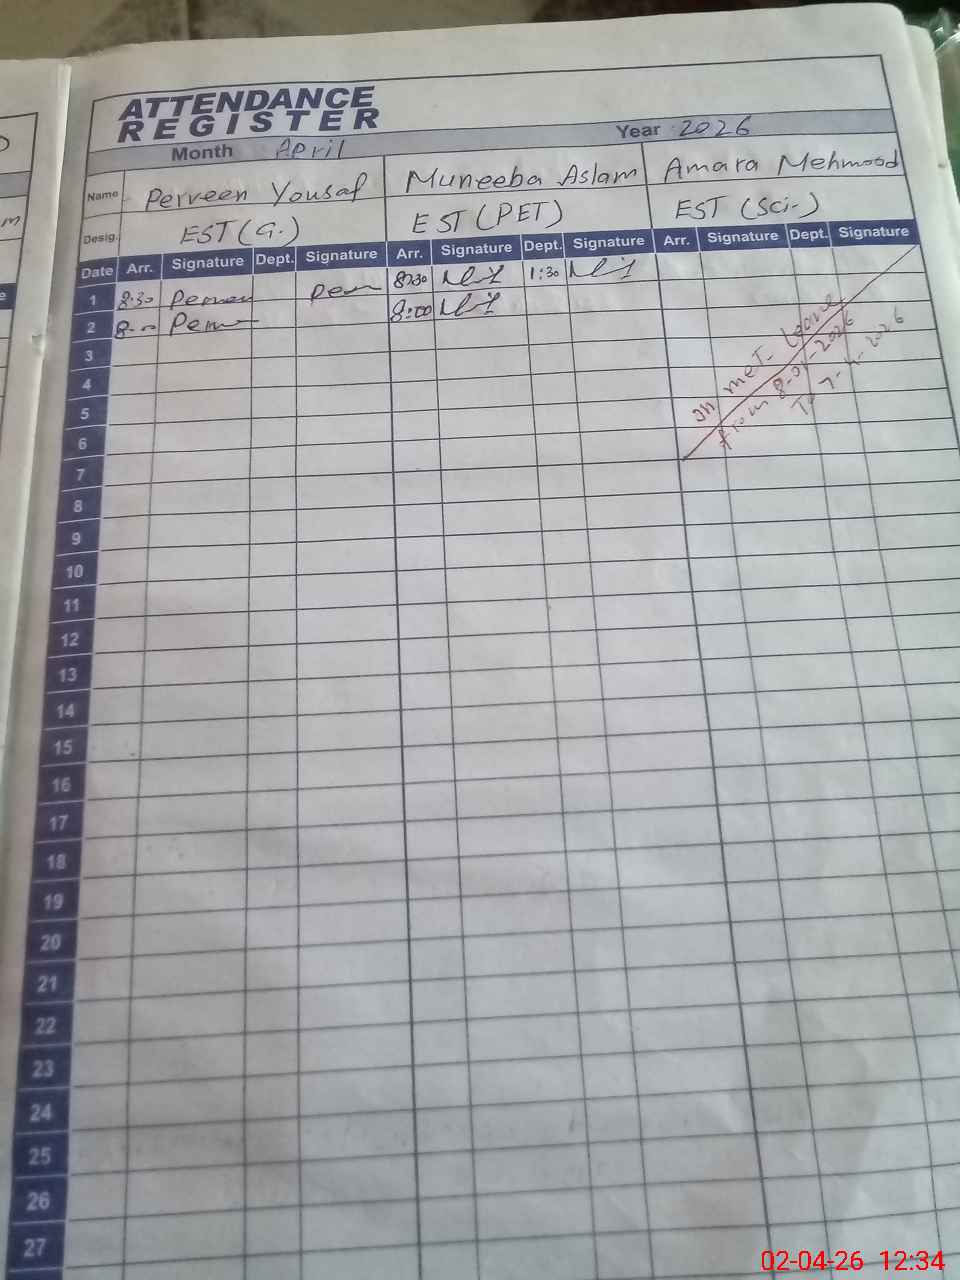 ATTENDANCE
REGISTER
Month April Year 2026
Name Perveen Yousaf Muneeba Aslam Amara Mehmood
Desig. EST (G.) EST (PET) EST (Sci-)
Date Arr. Signature Dept. Signature Arr. Signature Dept. Signature Arr. Signature Dept. Signature
1 8:30 8:30 1:30
2 8:00 8:00
3
4
5
6
7
8
9
10
11
12
13
14
15
16
17
18
19
20
21
22
23
24
25
26
27
on met. leave
from 8-01-2026
To 7-4-2026
02-04-26 12:34